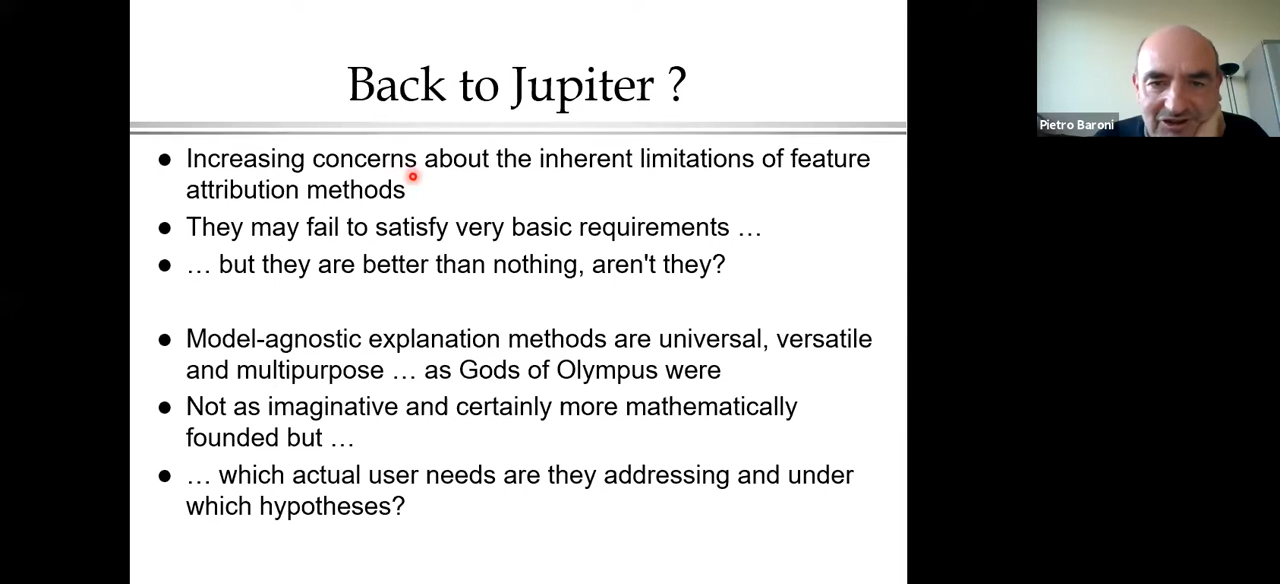 Back to Jupiter ?
● Increasing concerns about the inherent limitations of feature
attribution methods
● They may fail to satisfy very basic requirements …
● … but they are better than nothing, aren't they?
● Model-agnostic explanation methods are universal, versatile
and multipurpose … as Gods of Olympus were
● Not as imaginative and certainly more mathematically
founded but …
● … which actual user needs are they addressing and under
which hypotheses?
Pietro Baroni